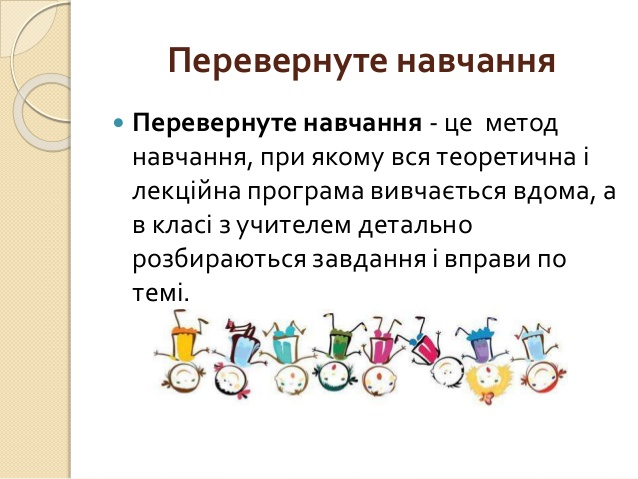 Перевернуте навчання
• Перевернуте навчання - це  метод
навчання, при якому вся теоретична і
лекційна програма вивчається вдома, а
в класі з учителем детально
розбираються завдання і вправи по
темі.